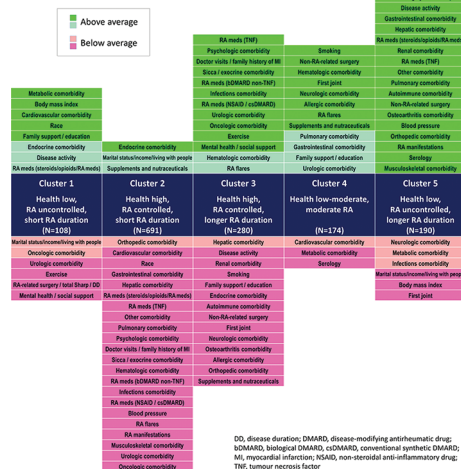 Above average
Below average
Metabolic comorbidity
Body mass index
Cardiovascular comorbidity
Race
Family support / education
Endocrine comorbidity
Disease activity
RA meds (steroids/opioids/RA meds)
Cluster 1
Health low,
RA uncontrolled,
short RA duration
(N=108)
Marital status/income/living with people
Oncologic comorbidity
Urologic comorbidity
Exercise
RA-related surgery / total Sharp / DD
Mental health / social support
Endocrine comorbidity
Marital status/income/living with people
Supplements and nutraceuticals
Cluster 2
Health high,
RA controlled,
short RA duration
(N=691)
Orthopedic comorbidity
Cardiovascular comorbidity
Race
Gastrointestinal comorbidity
Hepatic comorbidity
RA meds (steroids/opioids/RA meds)
RA meds (TNF)
Other comorbidity
Pulmonary comorbidity
Psychologic comorbidity
Doctor visits / family history of MI
Sicca / exocrine comorbidity
Hematologic comorbidity
RA meds (bDMARD non-TNF)
Infections comorbidity
RA meds (NSAID / csDMARD)
Blood pressure
RA flares
RA manifestations
Musculoskeletal comorbidity
Urologic comorbidity
Oncologic comorbidity
RA meds (TNF)
Psychologic comorbidity
Doctor visits / family history of MI
Sicca / exocrine comorbidity
RA meds (bDMARD non-TNF)
Infections comorbidity
RA meds (NSAID / csDMARD)
Urologic comorbidity
Oncologic comorbidity
Exercise
Mental health / social support
Hematologic comorbidity
RA flares
Cluster 3
Health high,
RA controlled,
longer RA duration
(N=280)
Hepatic comorbidity
Disease activity
Renal comorbidity
Smoking
Family support / education
Endocrine comorbidity
Autoimmune comorbidity
Non-RA-related surgery
First joint
Neurologic comorbidity
Osteoarthritis comorbidity
Allergic comorbidity
Orthopedic comorbidity
Supplements and nutraceuticals
Smoking
Non-RA-related surgery
Hematologic comorbidity
First joint
Neurologic comorbidity
Allergic comorbidity
RA flares
Supplements and nutraceuticals
Pulmonary comorbidity
Gastrointestinal comorbidity
Family support / education
Urologic comorbidity
Cluster 4
Health low-moderate,
moderate RA
(N=174)
Cardiovascular comorbidity
Metabolic comorbidity
Serology
Disease activity
Gastrointestinal comorbidity
Hepatic comorbidity
RA meds (steroids/opioids/RA meds)
Renal comorbidity
RA meds (TNF)
Other comorbidity
Pulmonary comorbidity
Autoimmune comorbidity
Non-RA-related surgery
Osteoarthritis comorbidity
Blood pressure
Orthopedic comorbidity
RA manifestations
Serology
Musculoskeletal comorbidity
Cluster 5
Health low,
RA uncontrolled,
longer RA duration
(N=190)
Neurologic comorbidity
Metabolic comorbidity
Infections comorbidity
Marital status/income/living with people
Body mass index
First joint
DD, disease duration; DMARD, disease-modifying antirheumatic drug;
bDMARD, biological DMARD, csDMARD, conventional synthetic DMARD;
MI, myocardial infarction; NSAID, non-steroidal anti-inflammatory drug;
TNF, tumour necrosis factor